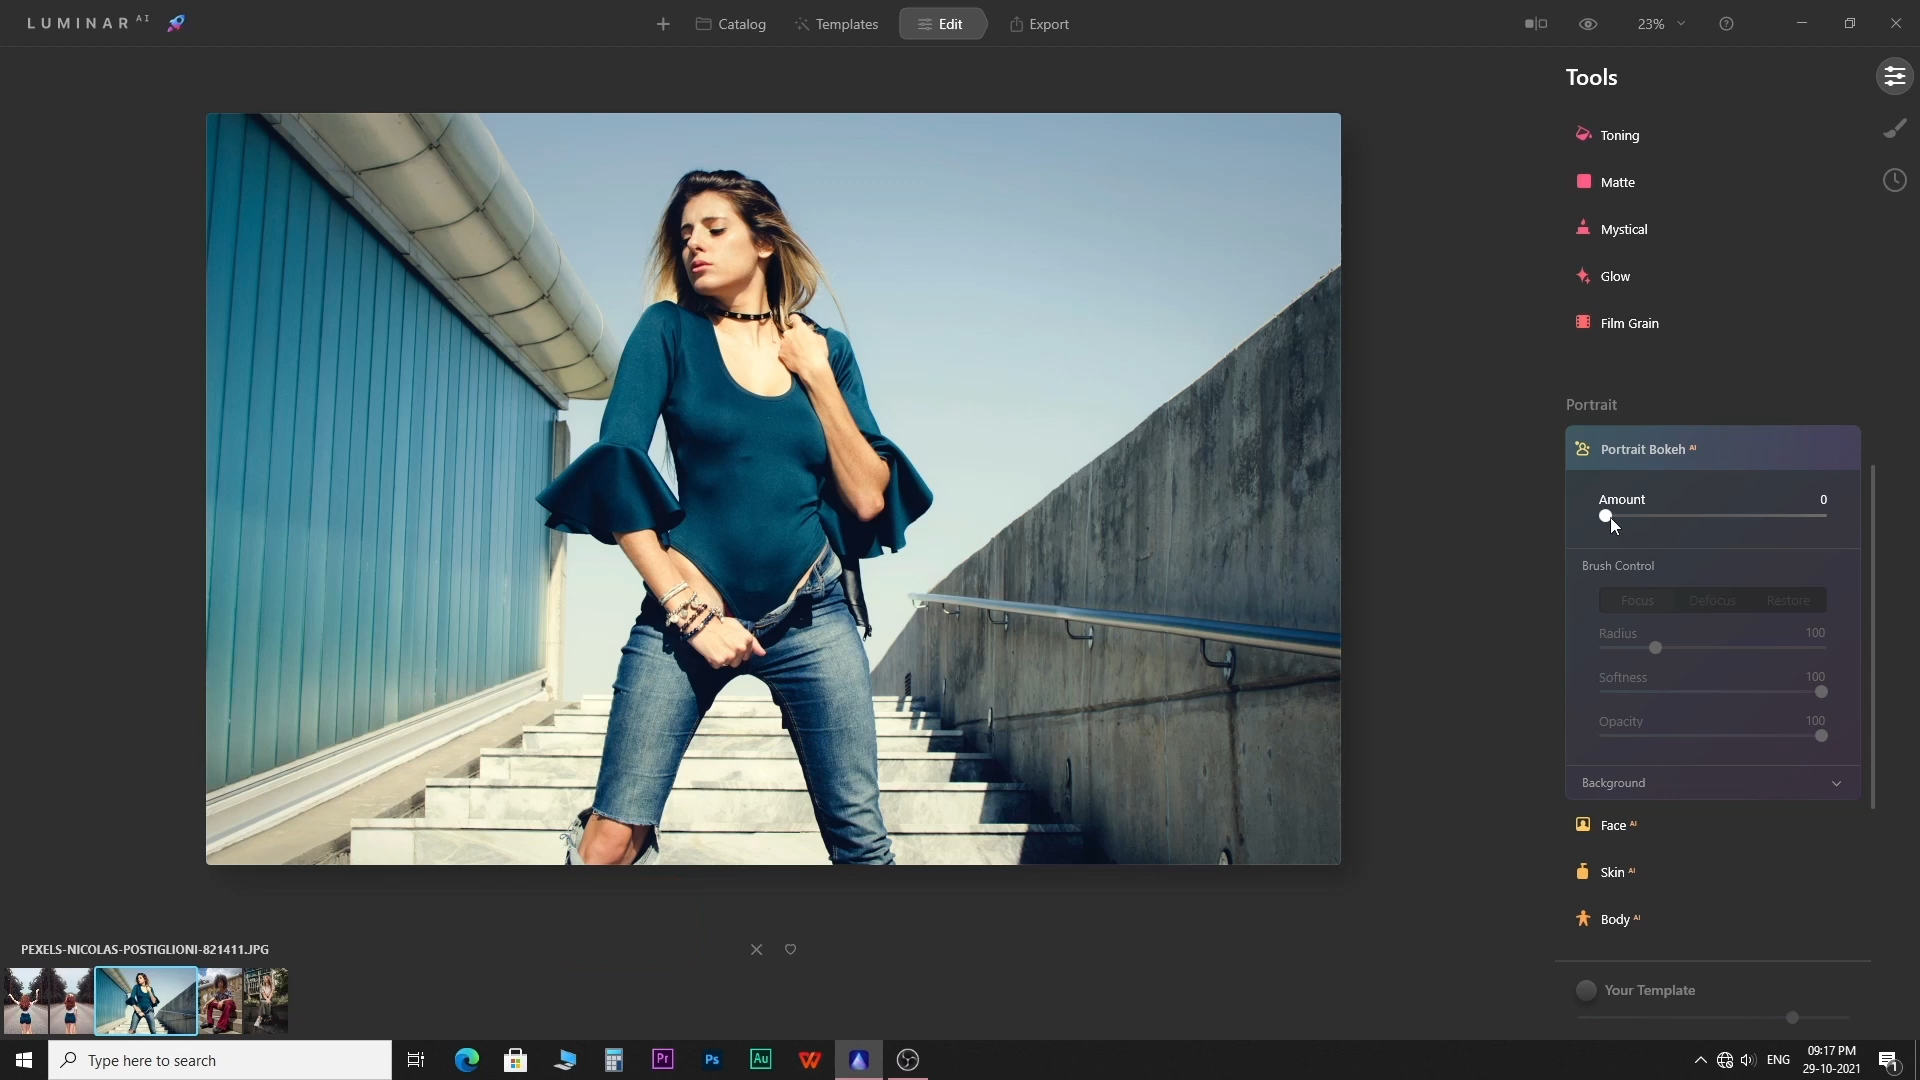 LUMINAR AI
Catalog
Templates
Edit
Export
23%
Tools
Toning
Matte
Mystical
Glow
Film Grain
Portrait
Portrait Bokeh AI
Amount 0
Brush Control
Focus Defocus Restore
Radius 100
Softness 100
Opacity 100
Background
Face AI
Skin AI
Body AI
Your Template
PEXELS-NICOLAS-POSTIGLIONI-821411.JPG
Type here to search
Pr
Ps
Au
ENG
09:17 PM
29-10-2021
1